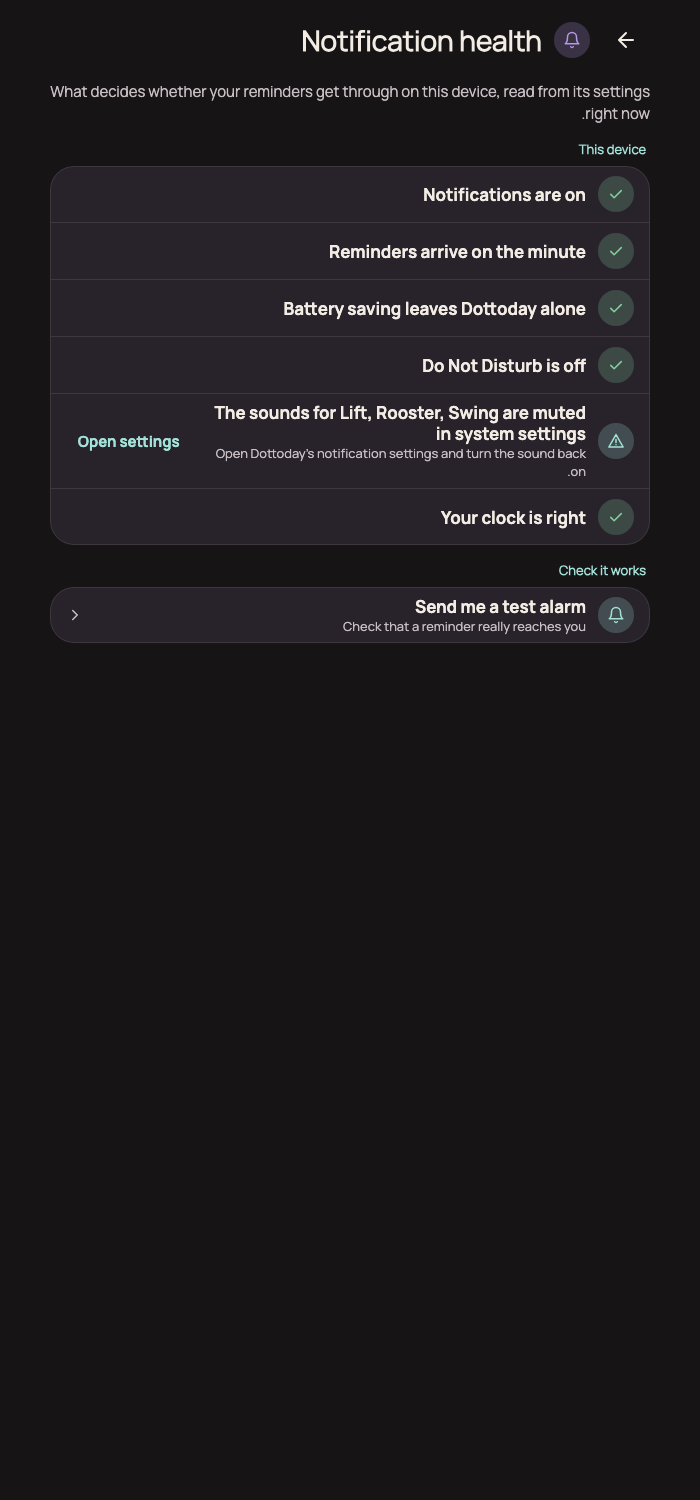 Notification health
What decides whether your reminders get through on this device, read from its settings
right now.
This device
Notifications are on
Reminders arrive on the minute
Battery saving leaves Dottoday alone
Do Not Disturb is off
The sounds for Lift, Rooster, Swing are muted
in system settings
Open Dottoday's notification settings and turn the sound back
on.
Open settings
Your clock is right
Check it works
Send me a test alarm
Check that a reminder really reaches you